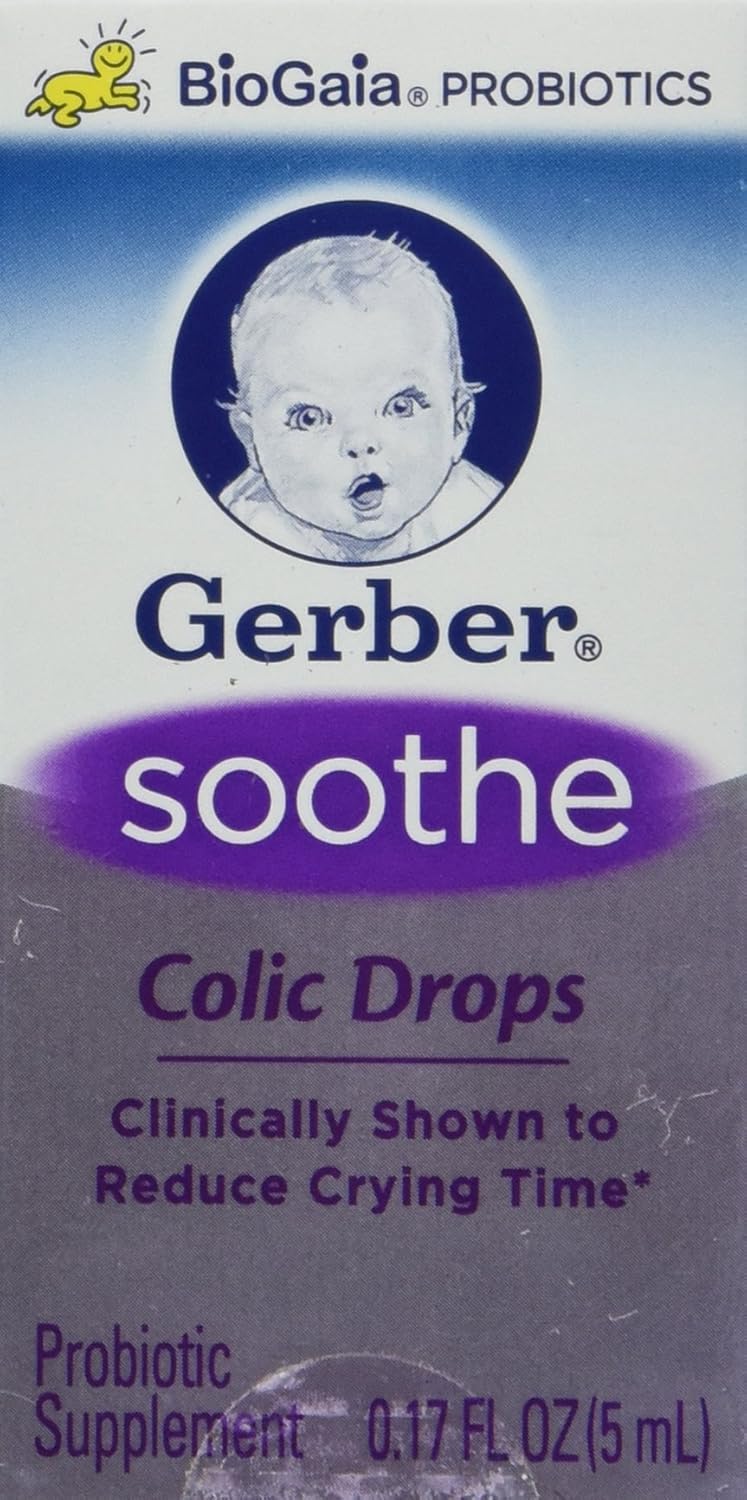 BioGaia® PROBIOTICS
Gerber®
soothe
Colic Drops
Clinically Shown to
Reduce Crying Time*
Probiotic
Supplement 0.17 FL OZ (5 mL)